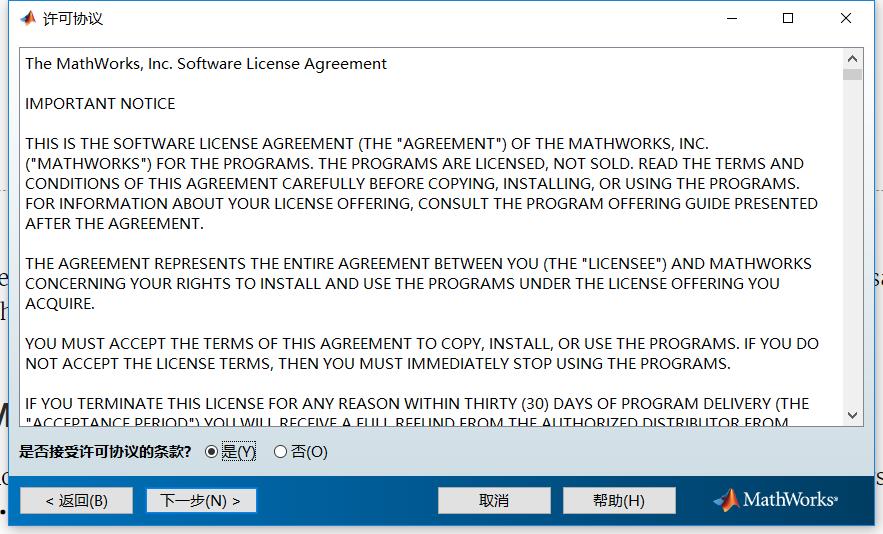 许可协议
The MathWorks, Inc. Software License Agreement
IMPORTANT NOTICE
THIS IS THE SOFTWARE LICENSE AGREEMENT (THE "AGREEMENT") OF THE MATHWORKS, INC.
("MATHWORKS") FOR THE PROGRAMS. THE PROGRAMS ARE LICENSED, NOT SOLD. READ THE TERMS AND
CONDITIONS OF THIS AGREEMENT CAREFULLY BEFORE COPYING, INSTALLING, OR USING THE PROGRAMS.
FOR INFORMATION ABOUT YOUR LICENSE OFFERING, CONSULT THE PROGRAM OFFERING GUIDE PRESENTED
AFTER THE AGREEMENT.
THE AGREEMENT REPRESENTS THE ENTIRE AGREEMENT BETWEEN YOU (THE "LICENSEE") AND MATHWORKS
CONCERNING YOUR RIGHTS TO INSTALL AND USE THE PROGRAMS UNDER THE LICENSE OFFERING YOU
ACQUIRE.
YOU MUST ACCEPT THE TERMS OF THIS AGREEMENT TO COPY, INSTALL, OR USE THE PROGRAMS. IF YOU DO
NOT ACCEPT THE LICENSE TERMS, THEN YOU MUST IMMEDIATELY STOP USING THE PROGRAMS.
IF YOU TERMINATE THIS LICENSE FOR ANY REASON WITHIN THIRTY (30) DAYS OF PROGRAM DELIVERY (THE
"ACCEPTANCE PERIOD") YOU WILL RECEIVE A FULL REFUND FROM THE AUTHORIZED DISTRIBUTOR FROM
是否接受许可协议的条款? 是(Y) 否(O)
< 返回(B) 下一步(N) > 取消 帮助(H) MathWorks®